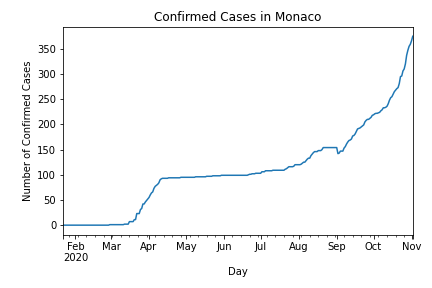 Confirmed Cases in Monaco
Number of Confirmed Cases
350
300
250
200
150
100
50
0
Feb Mar Apr May Jun Jul Aug Sep Oct Nov
2020
Day